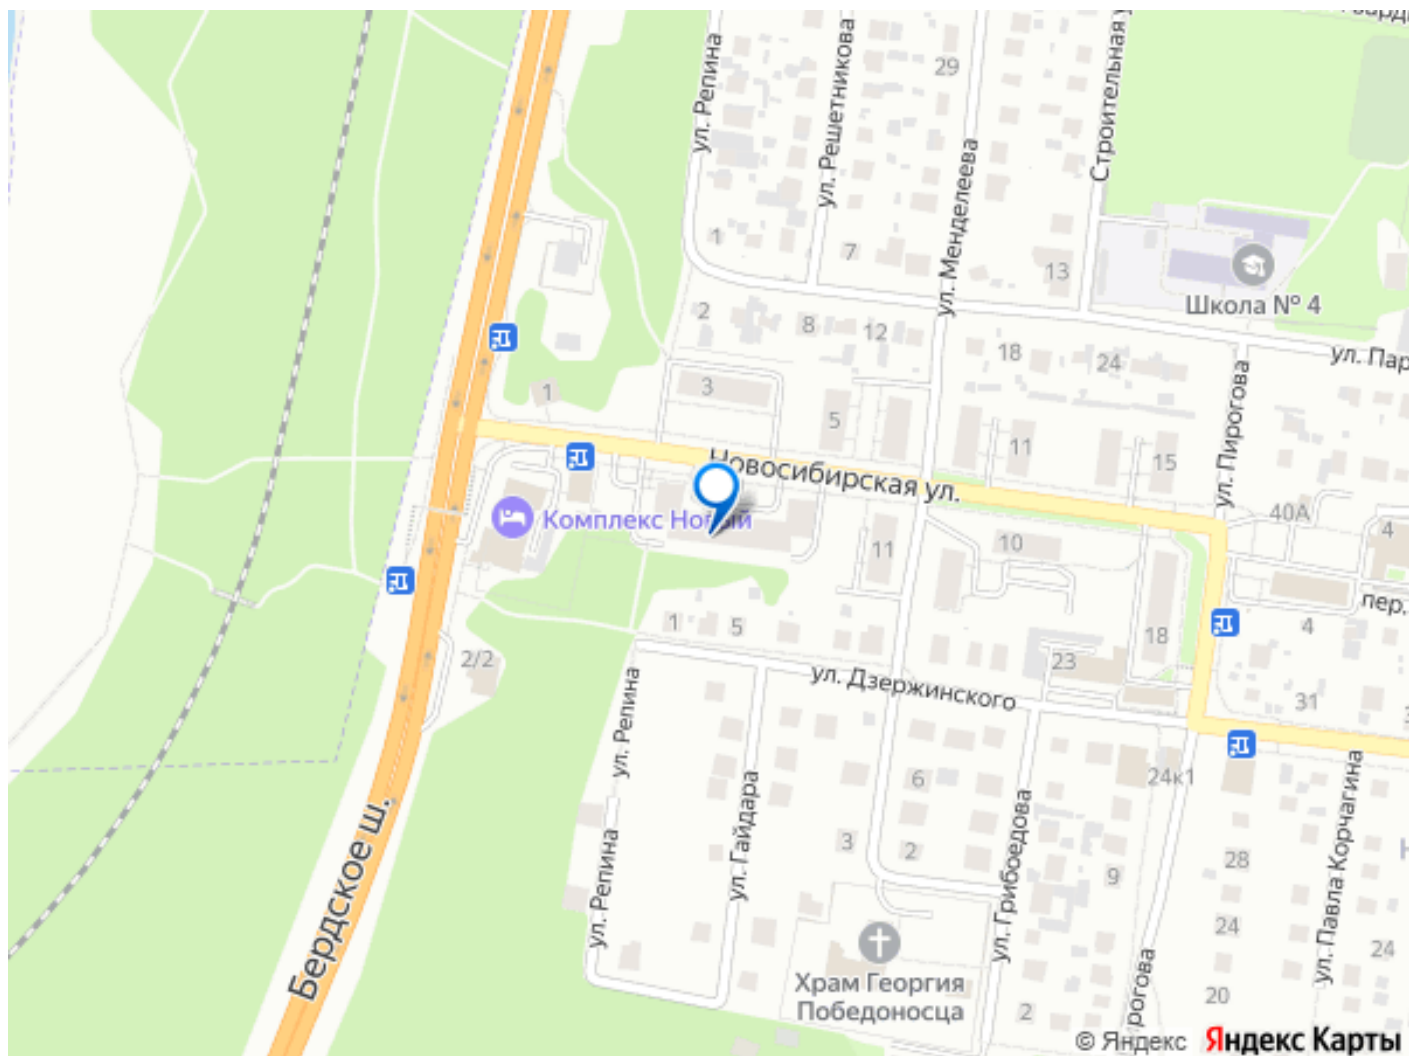 ул. Репина
ул. Решетникова
29
Строительная
ул. Менделеева
1
7
13
Школа № 4
2
8
12
18
24
ул. Пар
1
3
5
11
15
ул. Пирогова
Новосибирская ул.
40А
4
Комплекс Новый
11
10
пер.
1
5
18
4
2/2
23
ул. Дзержинского
31
ул. Репина
24к1
6
ул. Гайдара
ул. Грибоедова
ул. Павла Корчагина
Бердское ш.
ул. Репина
3
2
9
28
24
24
Храм Георгия
Победоносца
рогова
20
2
© Яндекс
Яндекс Карты